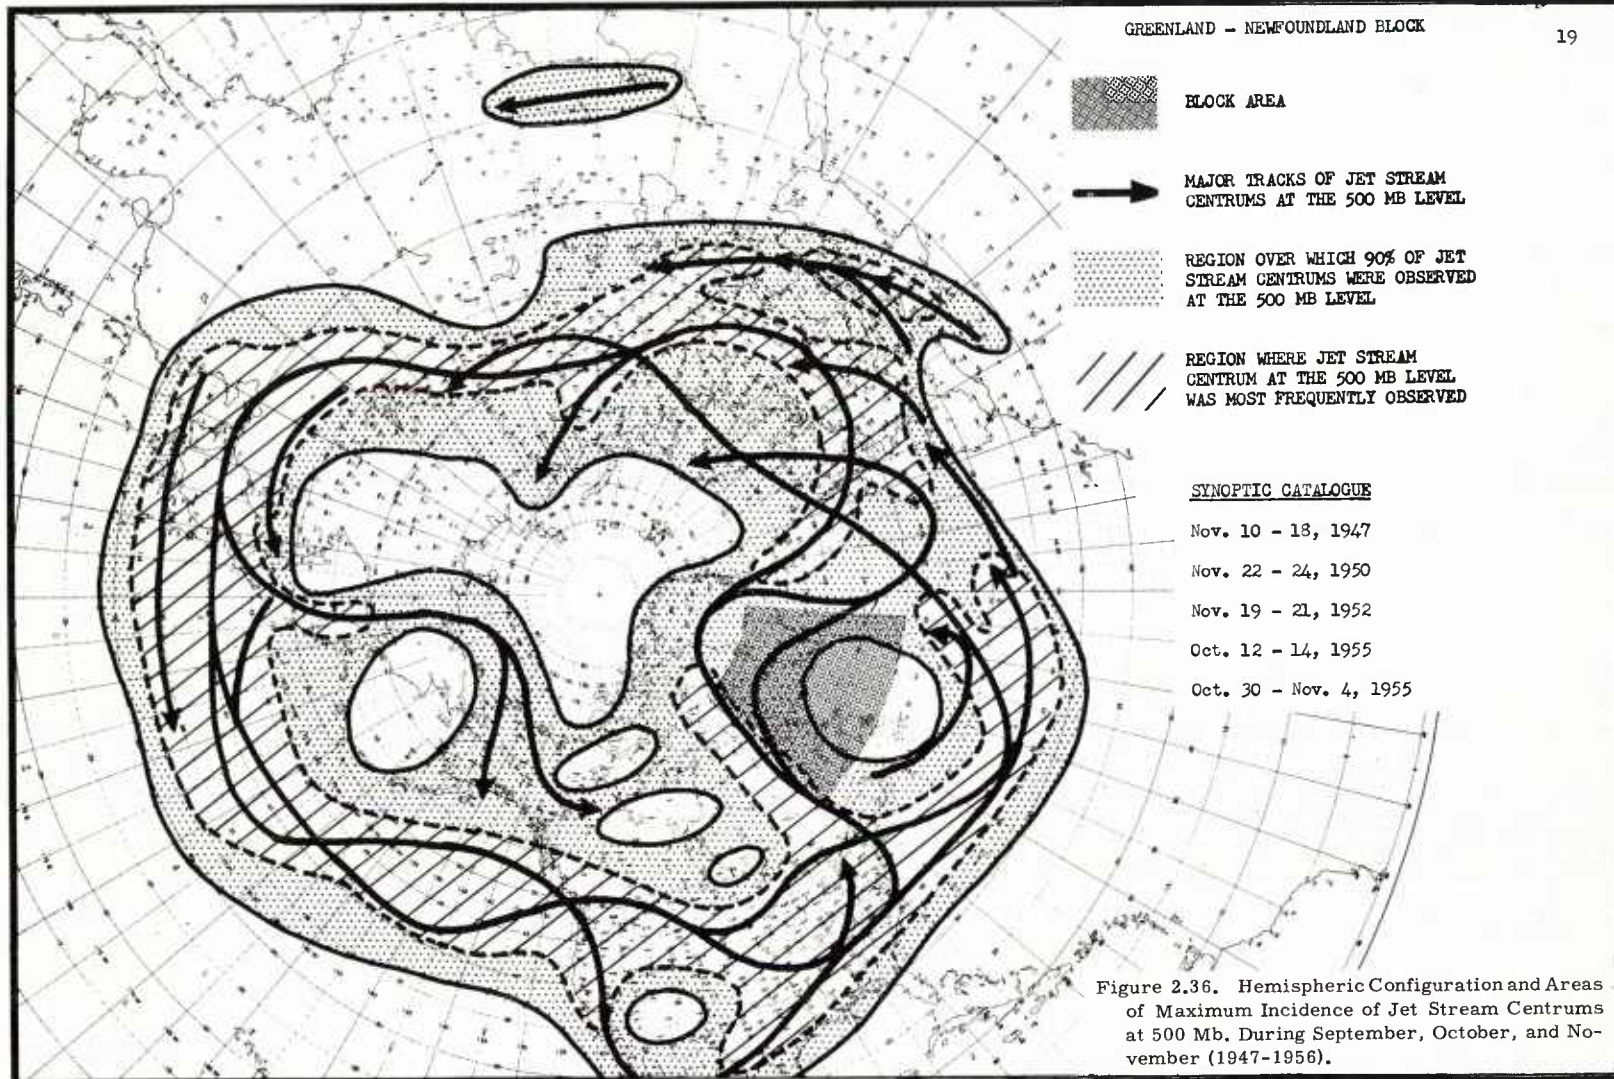 GREENLAND - NEWFOUNDLAND BLOCK
19
BLOCK AREA
MAJOR TRACKS OF JET STREAM
CENTRUMS AT THE 500 MB LEVEL
REGION OVER WHICH 90% OF JET
STREAM CENTRUMS WERE OBSERVED
AT THE 500 MB LEVEL
REGION WHERE JET STREAM
CENTRUM AT THE 500 MB LEVEL
WAS MOST FREQUENTLY OBSERVED
SYNOPTIC CATALOGUE
Nov. 10 - 18, 1947
Nov. 22 - 24, 1950
Nov. 19 - 21, 1952
Oct. 12 - 14, 1955
Oct. 30 - Nov. 4, 1955
Figure 2.36. Hemispheric Configuration and Areas
of Maximum Incidence of Jet Stream Centrums
at 500 Mb. During September, October, and No-
vember (1947-1956).